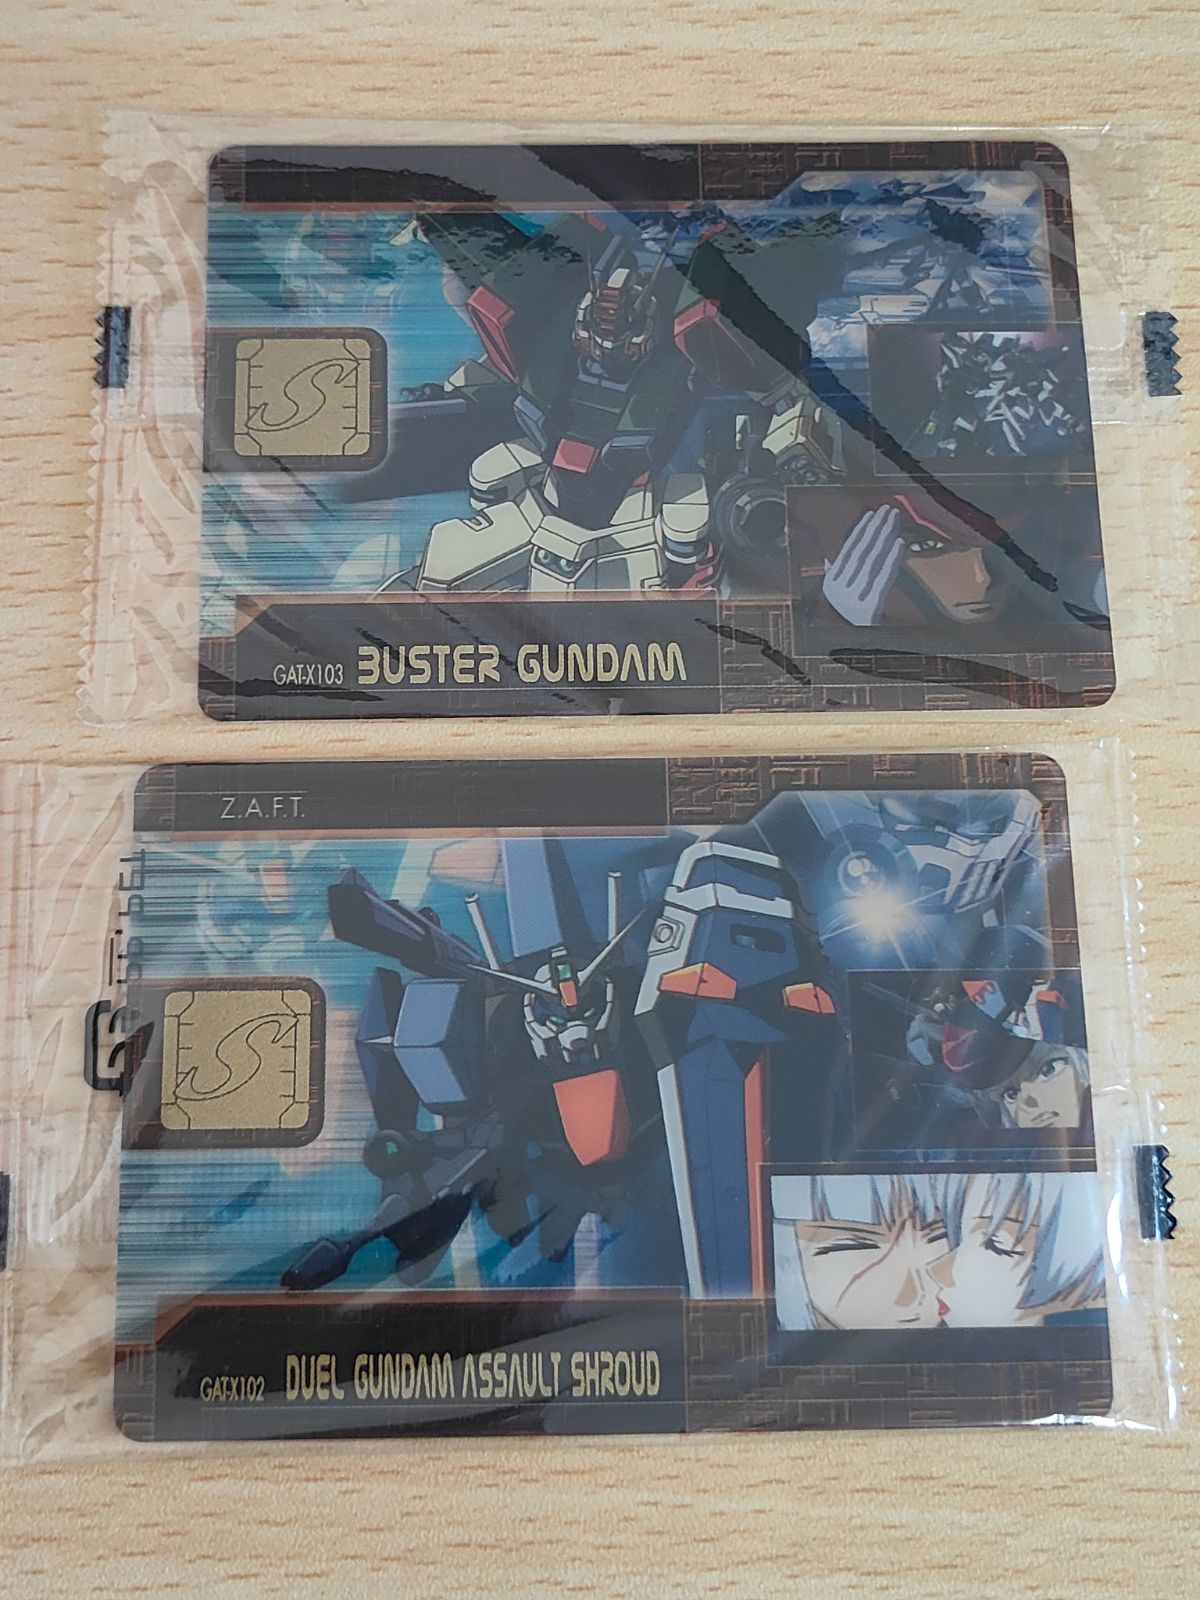 S
GAT-X103 BUSTER GUNDAM
Z.A.F.T.
S
GAT-X102 DUEL GUNDAM ASSAULT SHROUD